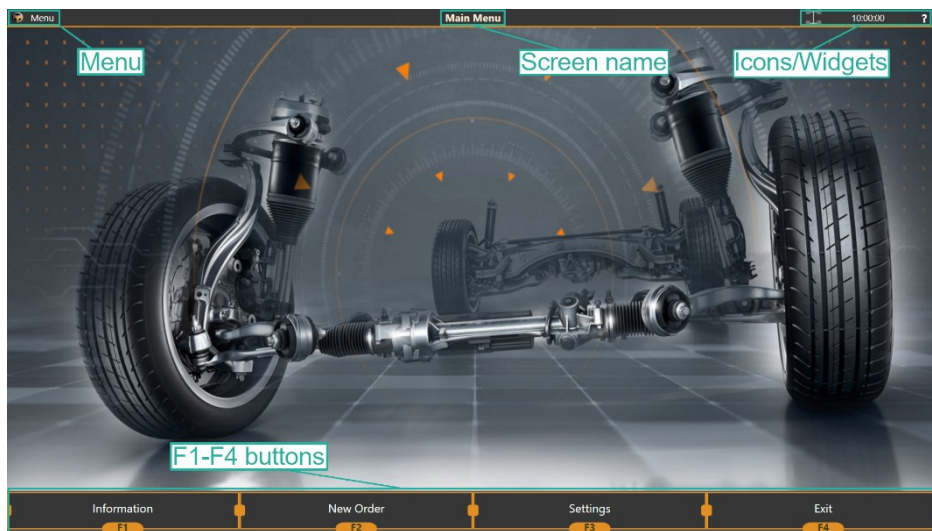 Menu
Main Menu
10:00:00 ?
Menu
Screen name
Icons/Widgets
F1-F4 buttons
Information
New Order
Settings
Exit
F1
F2
F3
F4